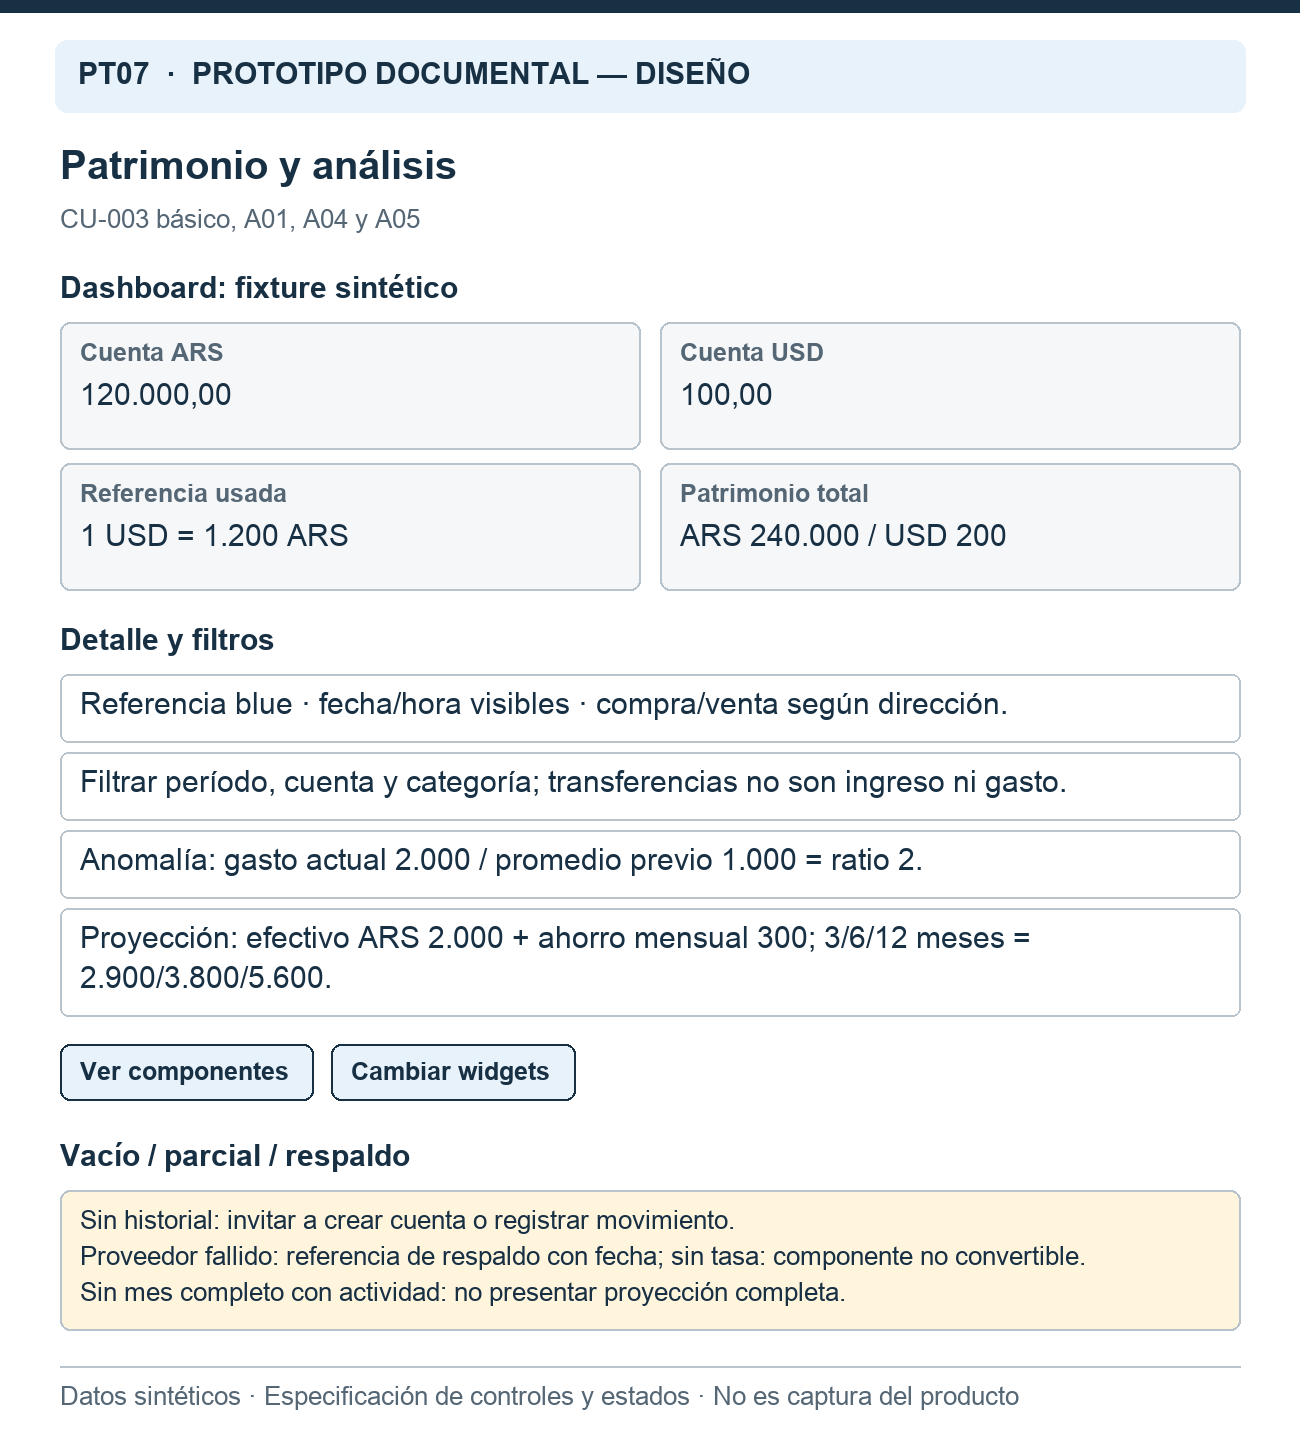 PT07 · PROTOTIPO DOCUMENTAL — DISEÑO
Patrimonio y análisis
CU-003 básico, A01, A04 y A05
Dashboard: fixture sintético
Cuenta ARS
120.000,00
Cuenta USD
100,00
Referencia usada
1 USD = 1.200 ARS
Patrimonio total
ARS 240.000 / USD 200
Detalle y filtros
Referencia blue · fecha/hora visibles · compra/venta según dirección.
Filtrar período, cuenta y categoría; transferencias no son ingreso ni gasto.
Anomalía: gasto actual 2.000 / promedio previo 1.000 = ratio 2.
Proyección: efectivo ARS 2.000 + ahorro mensual 300; 3/6/12 meses =
2.900/3.800/5.600.
Ver componentes
Cambiar widgets
Vacío / parcial / respaldo
Sin historial: invitar a crear cuenta o registrar movimiento.
Proveedor fallido: referencia de respaldo con fecha; sin tasa: componente no convertible.
Sin mes completo con actividad: no presentar proyección completa.
Datos sintéticos · Especificación de controles y estados · No es captura del producto